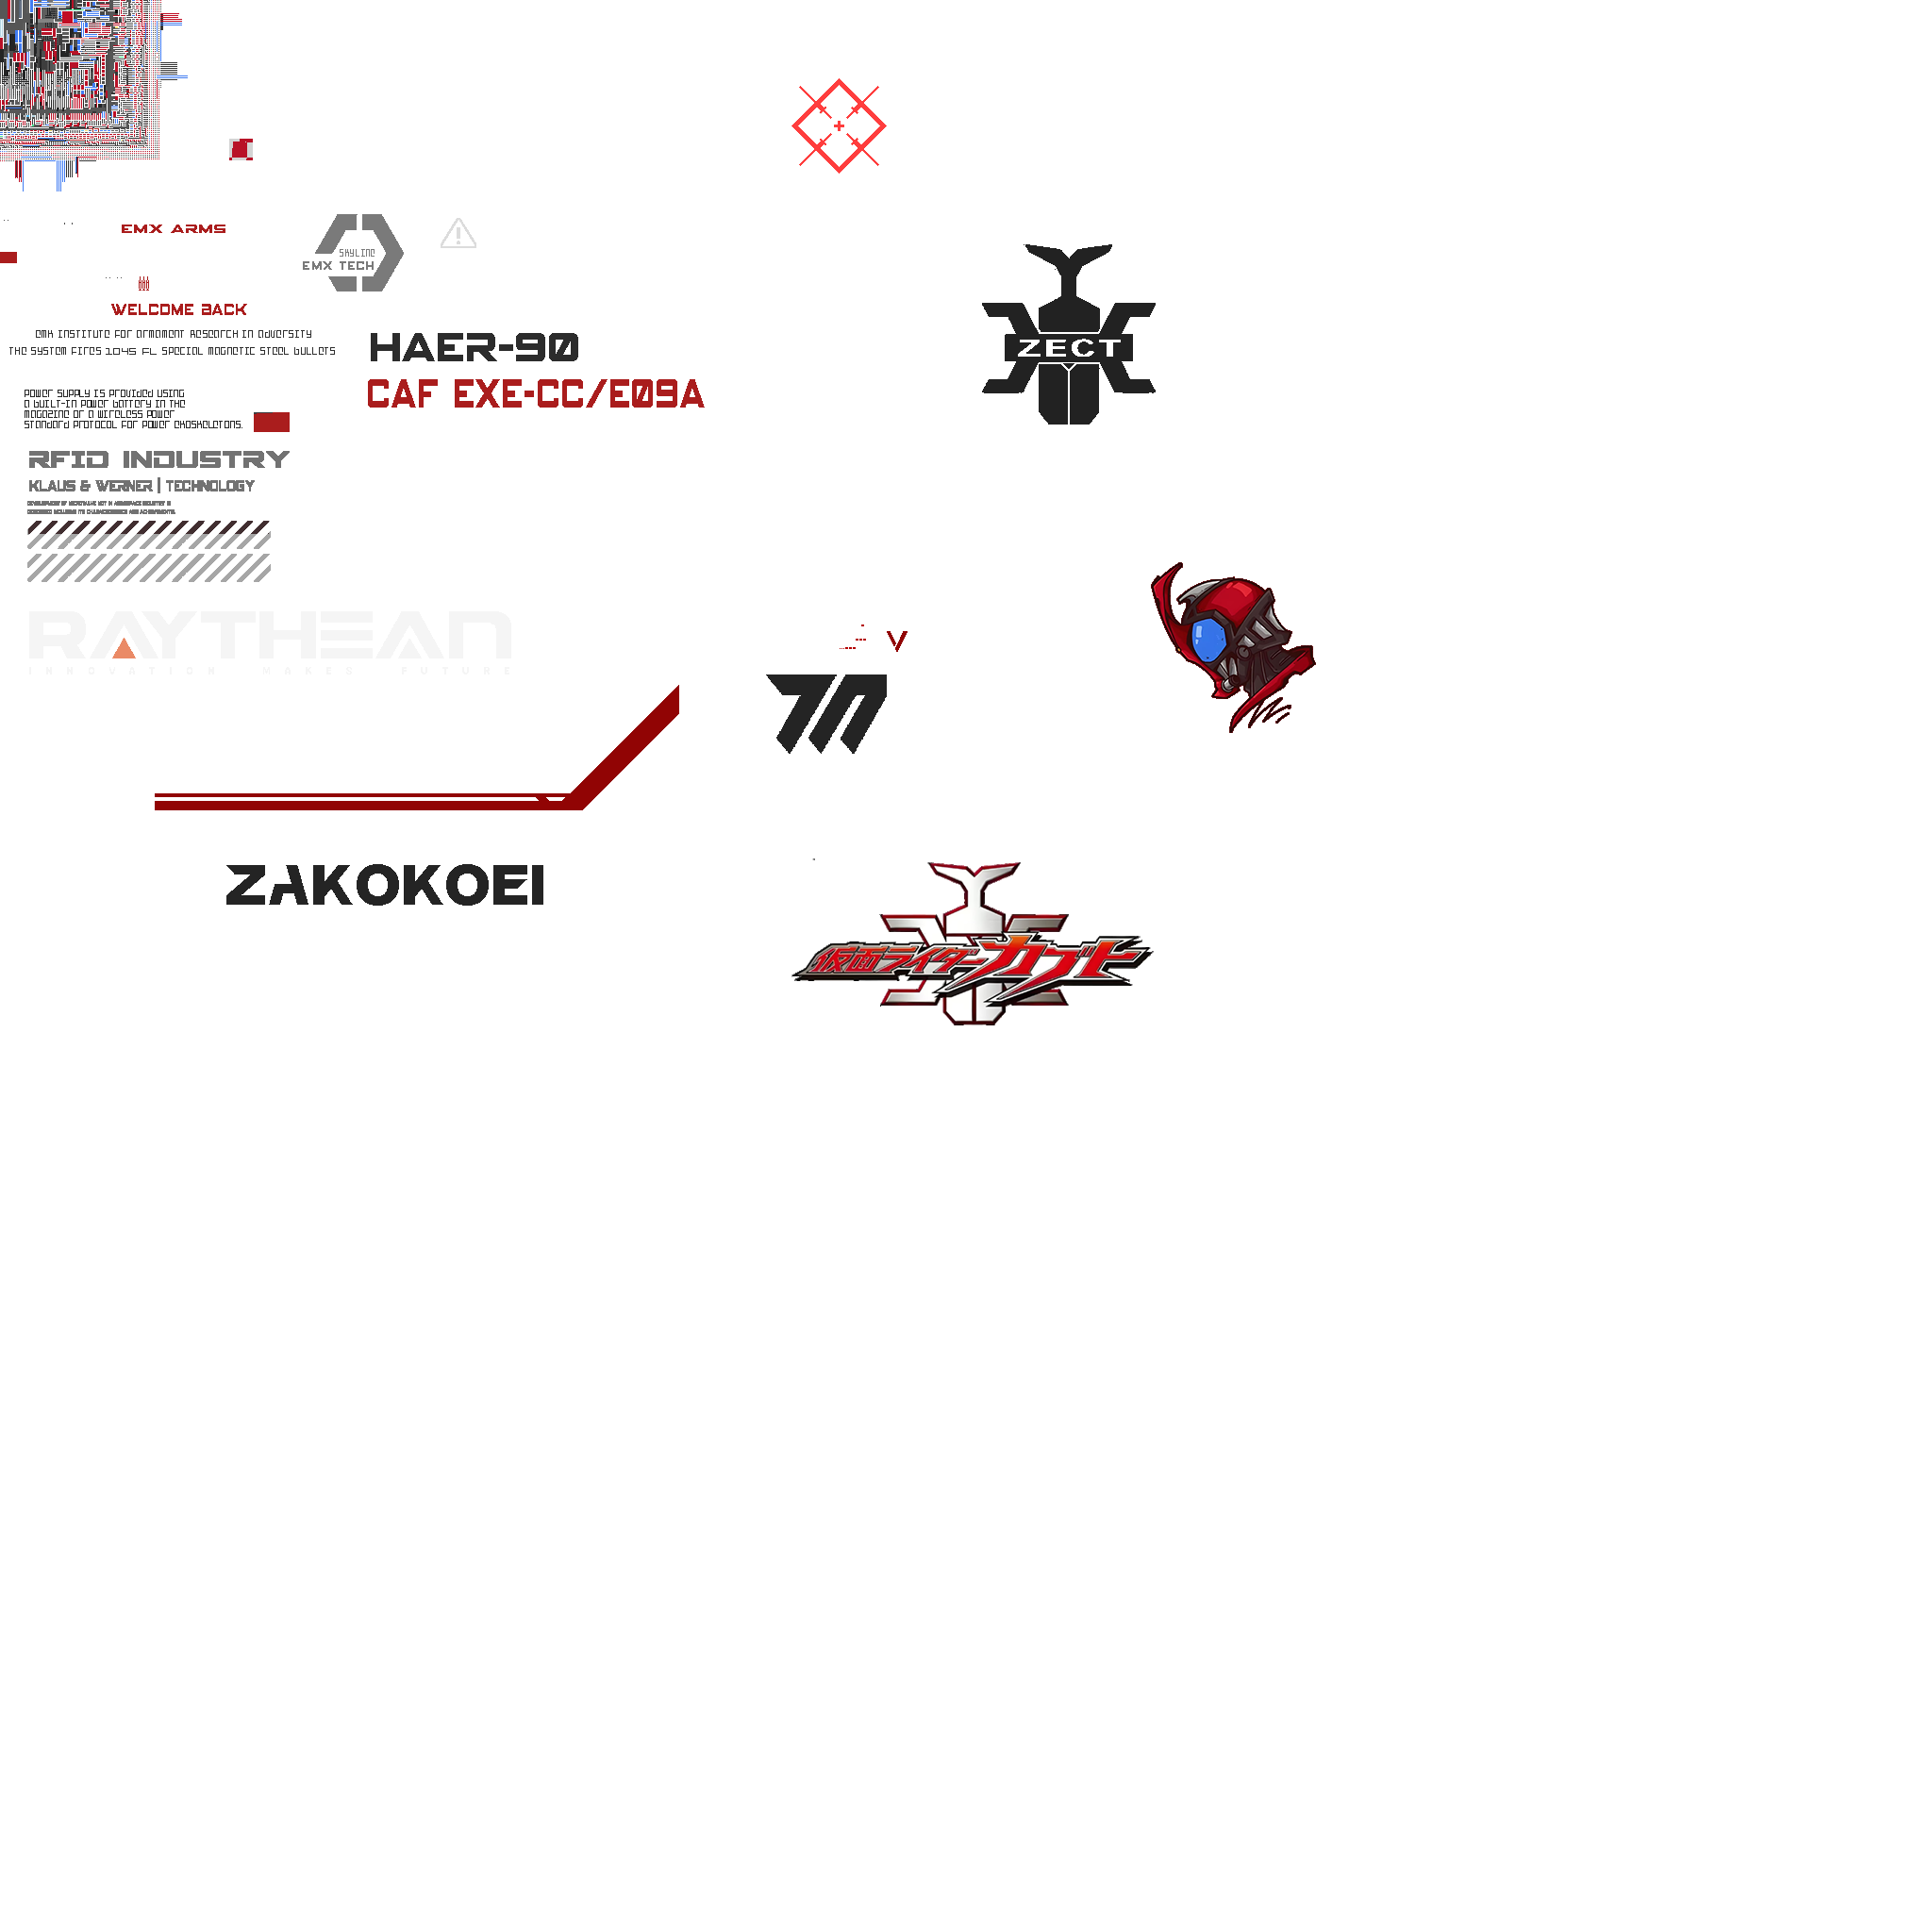 EMX ARMS
SKYLINE
EMX TECH
WELCOME BACK
EMX INSTITUTE FOR ARMAMENT RESEARCH IN ADVERSITY
THE SYSTEM FIRES 1045 FL SPECIAL MAGNETIC STEEL BULLETS
HAER-90
CAF EXE-CC/E09A
ZECT
POWER SUPPLY IS PROVIDED USING
A BUILT-IN POWER BATTERY IN THE
MAGAZINE OR A WIRELESS POWER
STANDARD PROTOCOL FOR POWER EXOSKELETONS.
RFID INDUSTRY
KLAUS & WERNER | TECHNOLOGY
RAYTHEAN
INNOVATION MAKES FUTURE
ZAKOKOEI
仮面ライダーカブト